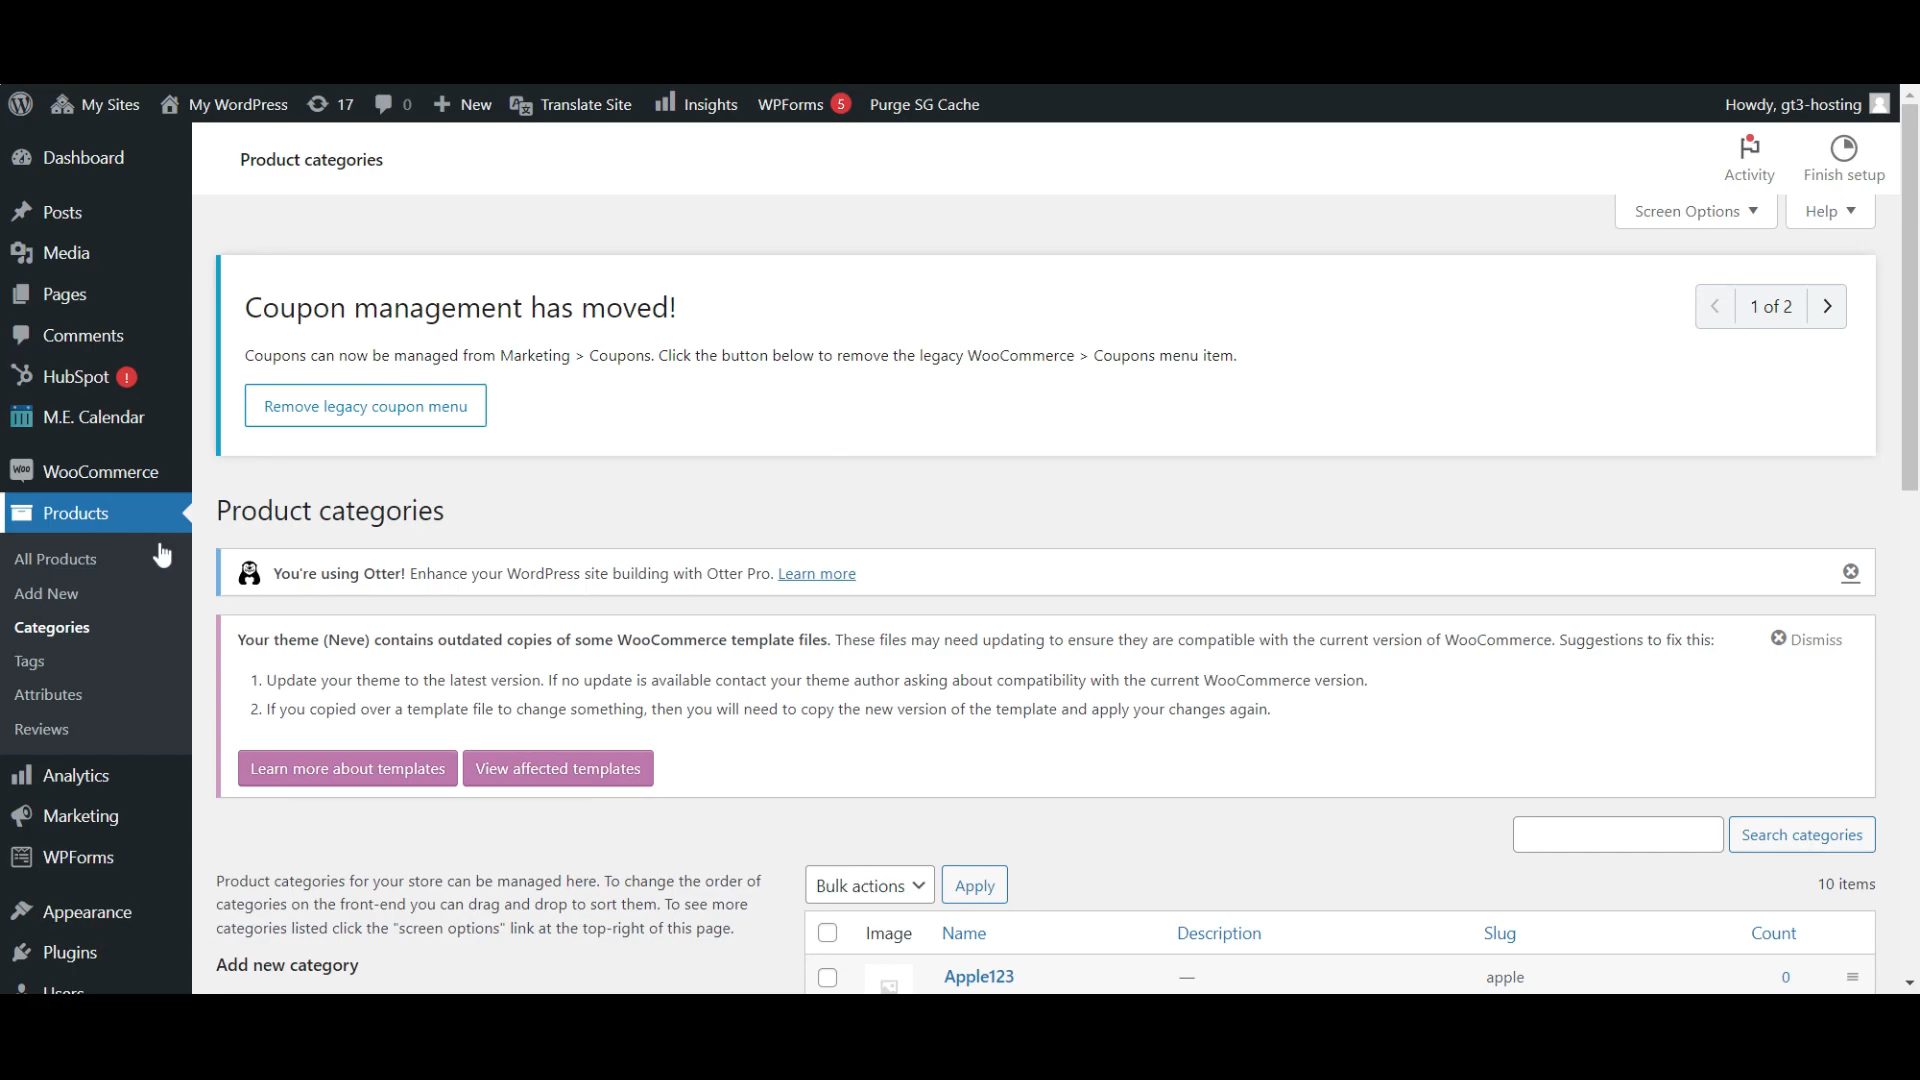 My Sites My WordPress 17 0 New Translate Site Insights WPForms 5 Purge SG Cache Howdy, gt3-hosting
Dashboard
Posts
Media
Pages
Comments
HubSpot !
M.E. Calendar
Woo WooCommerce
Products
All Products
Add New
Categories
Tags
Attributes
Reviews
Analytics
Marketing
WPForms
Appearance
Plugins
Users
Product categories
Activity Finish setup
Screen Options Help
Coupon management has moved!
1 of 2
Coupons can now be managed from Marketing > Coupons. Click the button below to remove the legacy WooCommerce > Coupons menu item.
Remove legacy coupon menu
Product categories
You're using Otter! Enhance your WordPress site building with Otter Pro. Learn more
Your theme (Neve) contains outdated copies of some WooCommerce template files. These files may need updating to ensure they are compatible with the current version of WooCommerce. Suggestions to fix this: Dismiss
1. Update your theme to the latest version. If no update is available contact your theme author asking about compatibility with the current WooCommerce version.
2. If you copied over a template file to change something, then you will need to copy the new version of the template and apply your changes again.
Learn more about templates View affected templates
Search categories
Product categories for your store can be managed here. To change the order of
categories on the front-end you can drag and drop to sort them. To see more
categories listed click the "screen options" link at the top-right of this page.
Add new category
Bulk actions Apply 10 items
Image Name Description Slug Count
Apple123 — apple 0